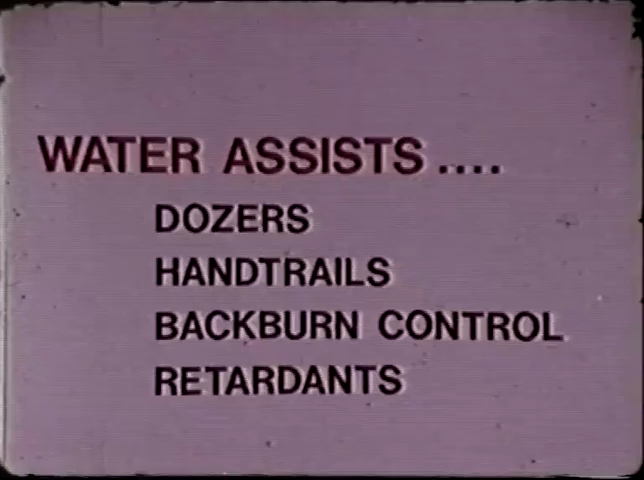 WATER ASSISTS ....
DOZERS
HANDTRAILS
BACKBURN CONTROL
RETARDANTS